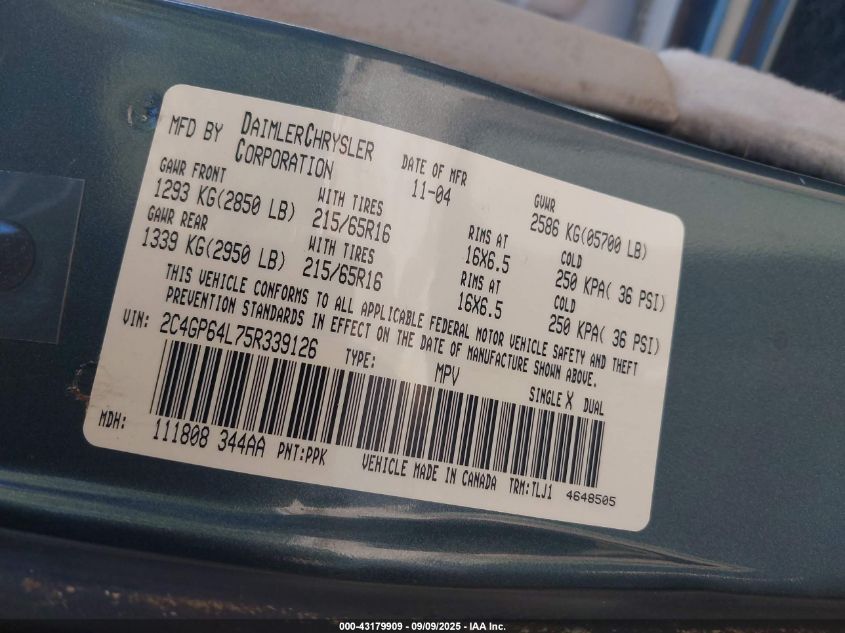 MFD BY DAIMLERCHRYSLER CORPORATION DATE OF MFR 11-04 GVWR 2586 KG(05700 LB)
GAWR FRONT WITH TIRES RIMS AT COLD
1293 KG(2850 LB) 215/65R16 16X6.5 250 KPA( 36 PSI)
GAWR REAR WITH TIRES RIMS AT COLD
1339 KG(2950 LB) 215/65R16 16X6.5 250 KPA( 36 PSI)
THIS VEHICLE CONFORMS TO ALL APPLICABLE FEDERAL MOTOR VEHICLE SAFETY AND THEFT
PREVENTION STANDARDS IN EFFECT ON THE DATE OF MANUFACTURE SHOWN ABOVE.
VIN: 2C4GP64L75R339126 TYPE: MPV SINGLE X DUAL
MDH: 111808 344AA PNT:PPK VEHICLE MADE IN CANADA TRM:TLJ1 4648505
000-43179909 - 09/09/2025 - IAA Inc.